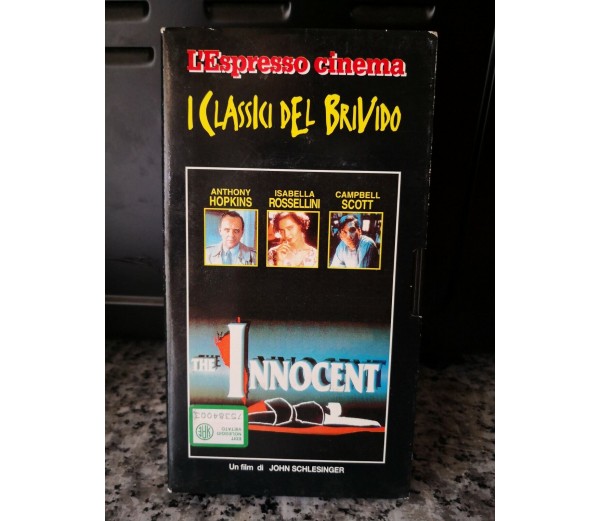 L'Espresso cinema
I CLASSICI DEL BRIVIDO
ANTHONY HOPKINS
ISABELLA ROSSELLINI
CAMPBELL SCOTT
THE INNOCENT
Un film di JOHN SCHLESINGER